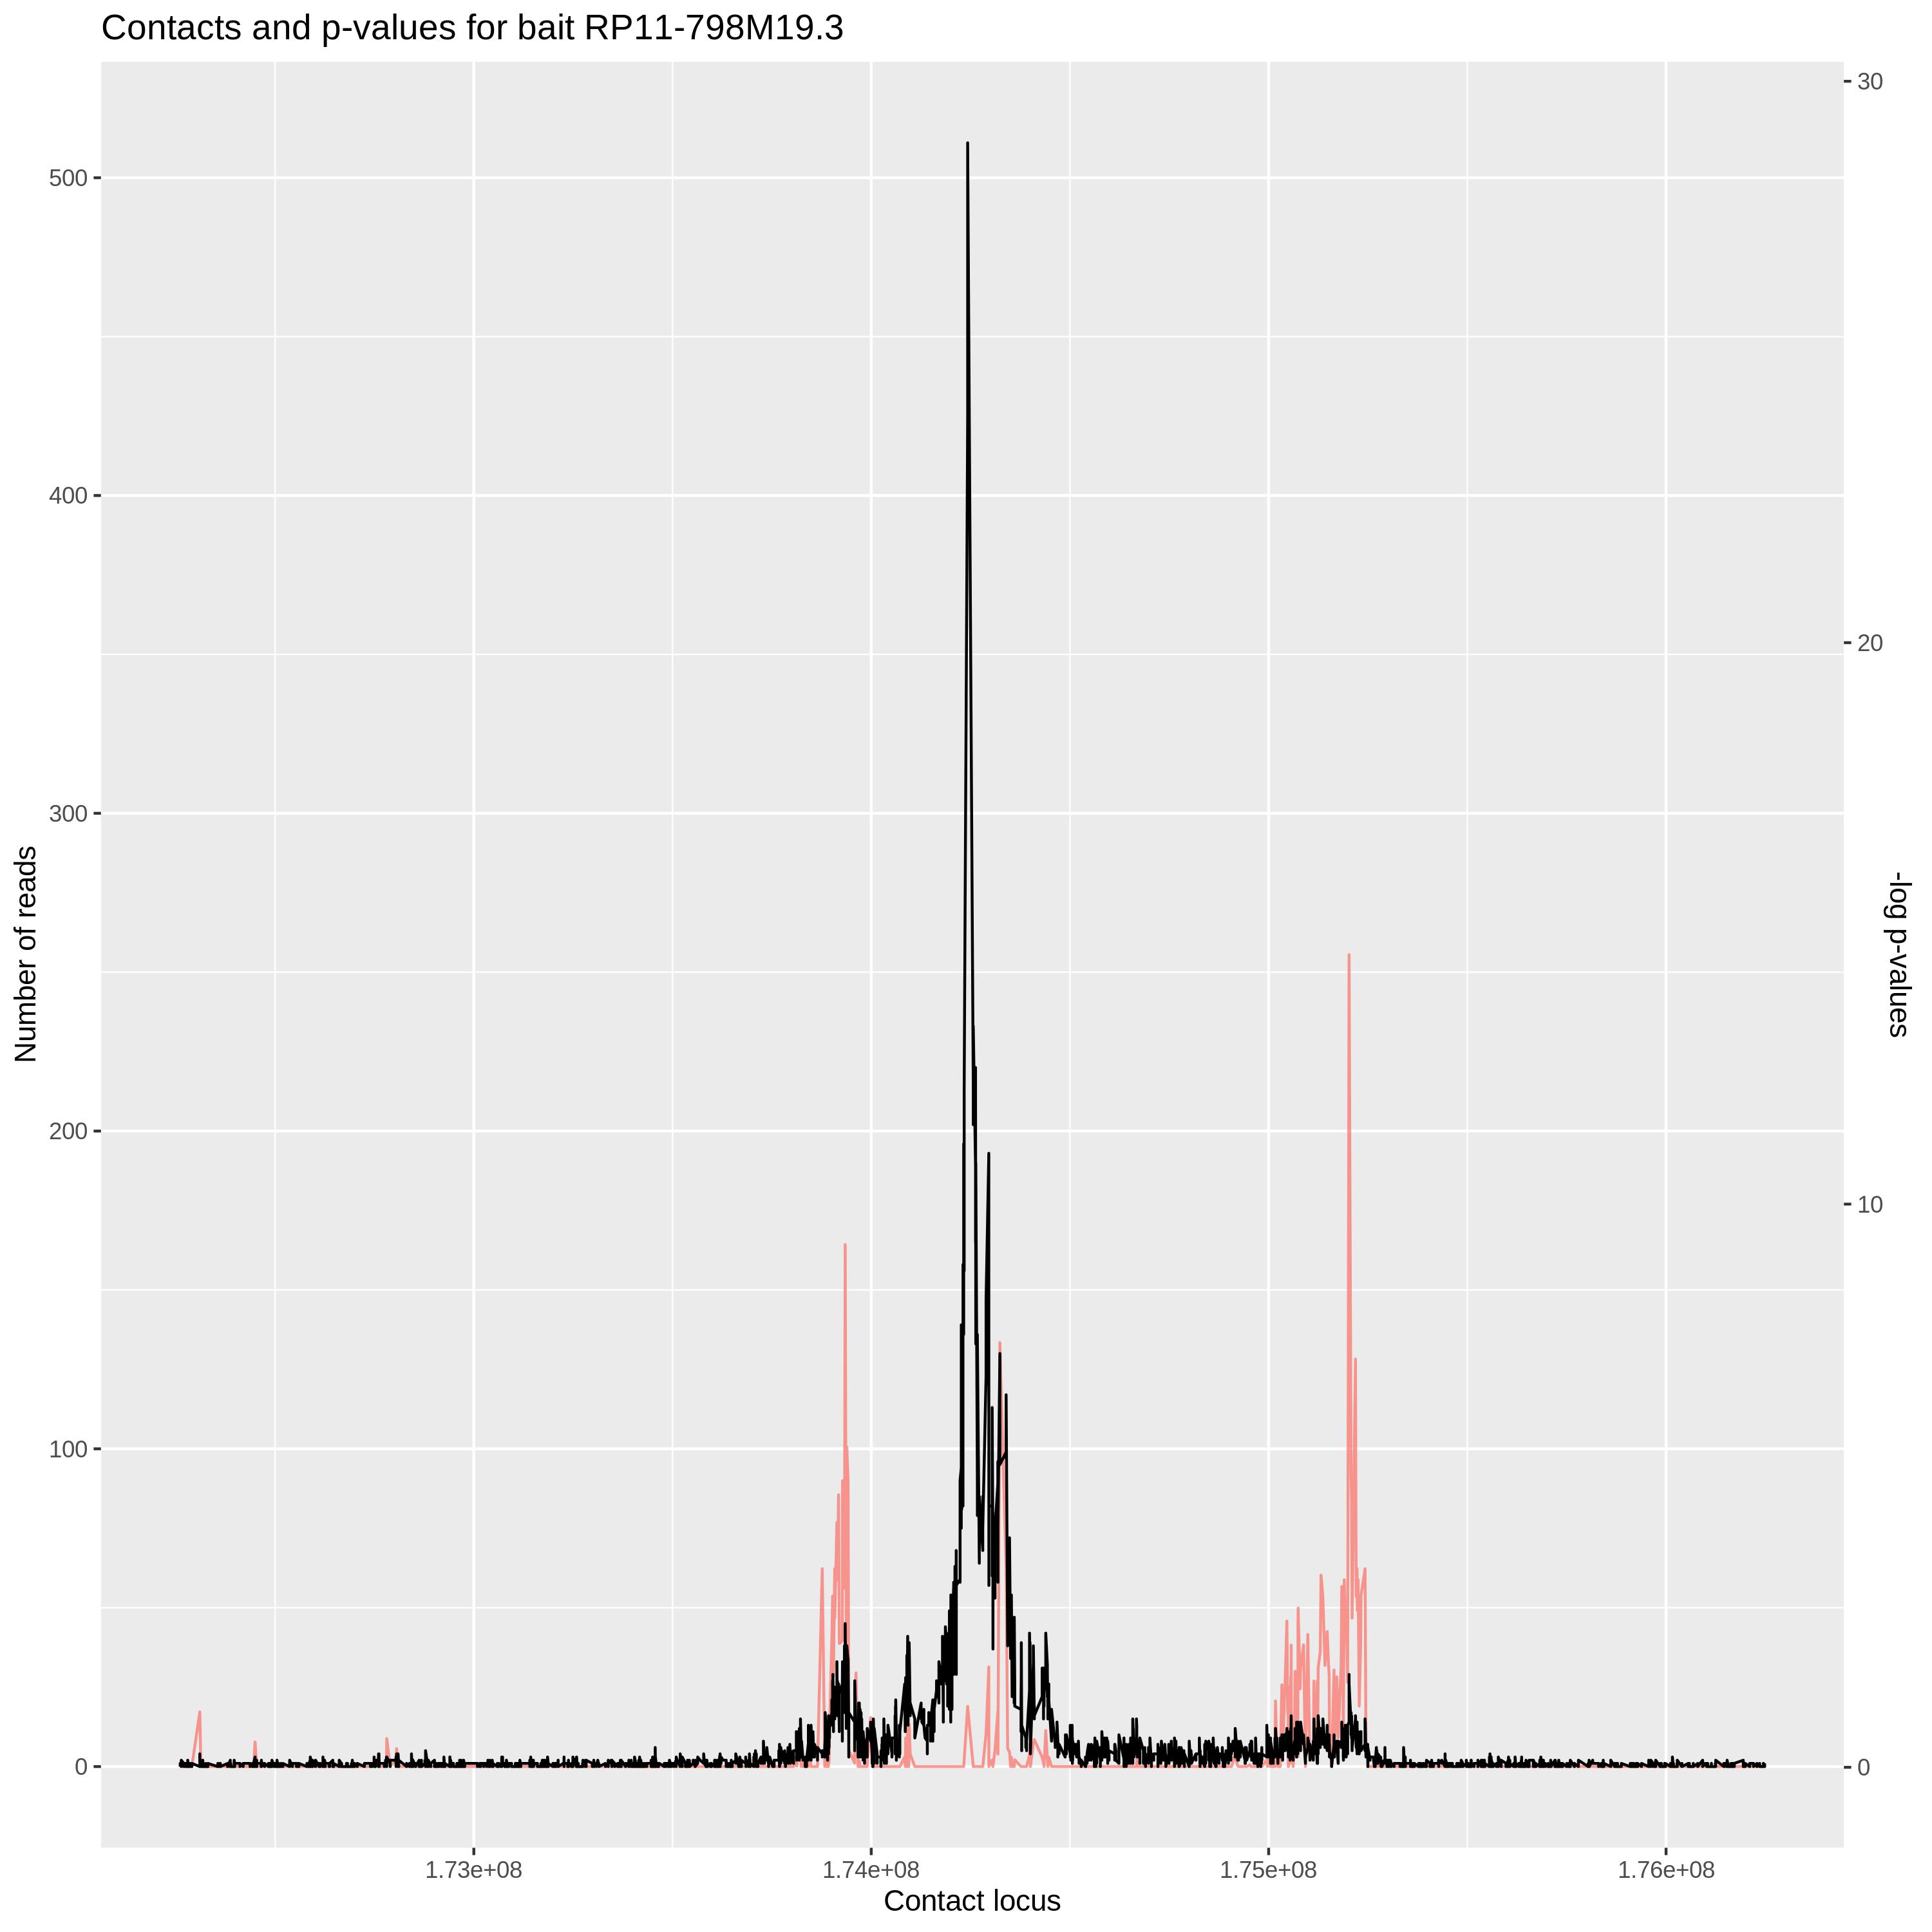 Contacts and p-values for bait RP11-798M19.3
500
400
300
200
100
0
Number of reads
30
20
10
0
-log p-values
1.73e+08
1.74e+08
1.75e+08
1.76e+08
Contact locus